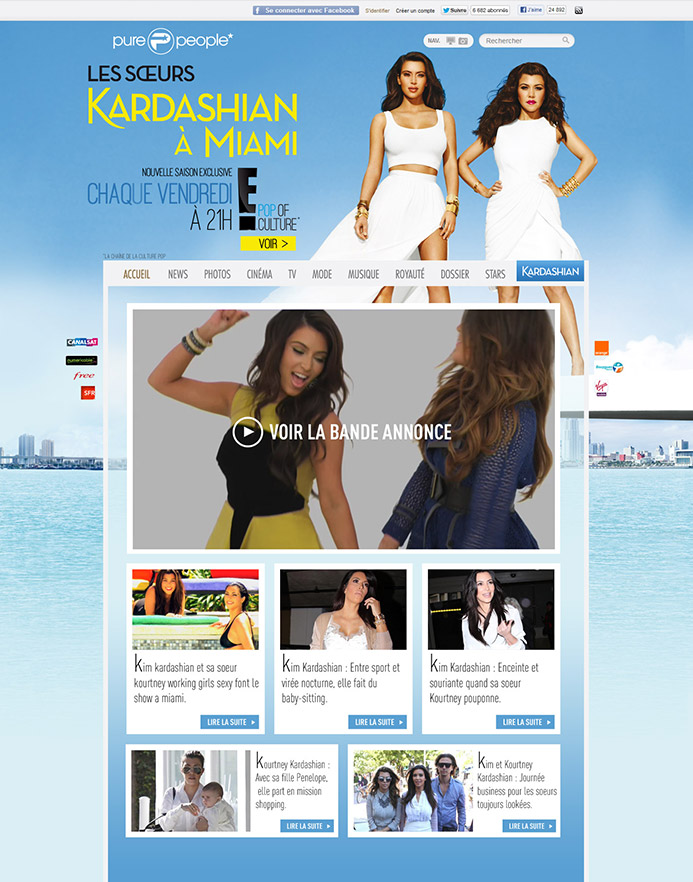 Se connecter avec Facebook
S'identifier
Créer un compte
Suivre
6 682 abonnés
J'aime
24 892
pure P people*
NAV.
Rechercher
LES SŒURS
KARDASHIAN
À MIAMI
NOUVELLE SAISON EXCLUSIVE
CHAQUE VENDREDI
À 21H
E!
POP OF
CULTURE*
VOIR >
*LA CHAÎNE DE LA CULTURE POP
ACCUEIL
NEWS
PHOTOS
CINÉMA
TV
MODE
MUSIQUE
ROYAUTÉ
DOSSIER
STARS
KARDASHIAN
CANALSAT
numericable
free
SFR
orange
Bouygues
Virgin
VOIR LA BANDE ANNONCE
Kim kardashian et sa soeur
kourtney working girls sexy font le
show a miami.
LIRE LA SUITE
Kim Kardashian : Entre sport et
virée nocturne, elle fait du
baby-sitting.
LIRE LA SUITE
Kim Kardashian : Enceinte et
souriante quand sa soeur
Kourtney pouponne.
LIRE LA SUITE
Kourtney Kardashian :
Avec sa fille Penelope,
elle part en mission
shopping.
LIRE LA SUITE
Kim et Kourtney
Kardashian : Journée
business pour les soeurs
toujours lookées.
LIRE LA SUITE